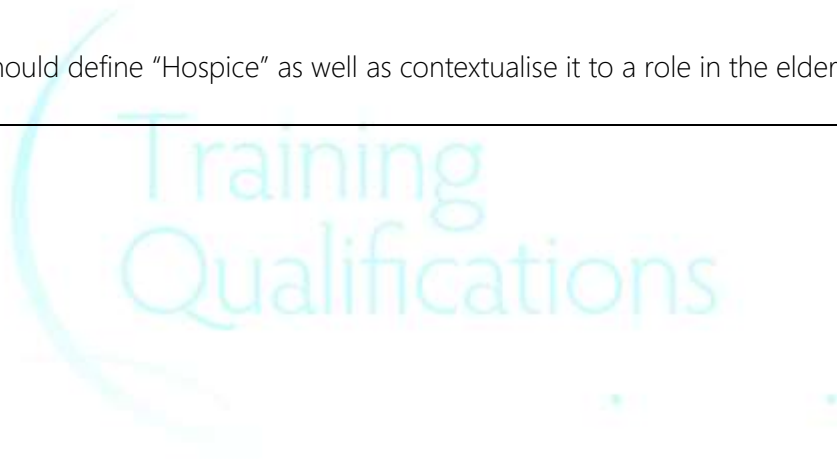 hould define “Hospice” as well as contextualise it to a role in the elder
Training
Qualifications